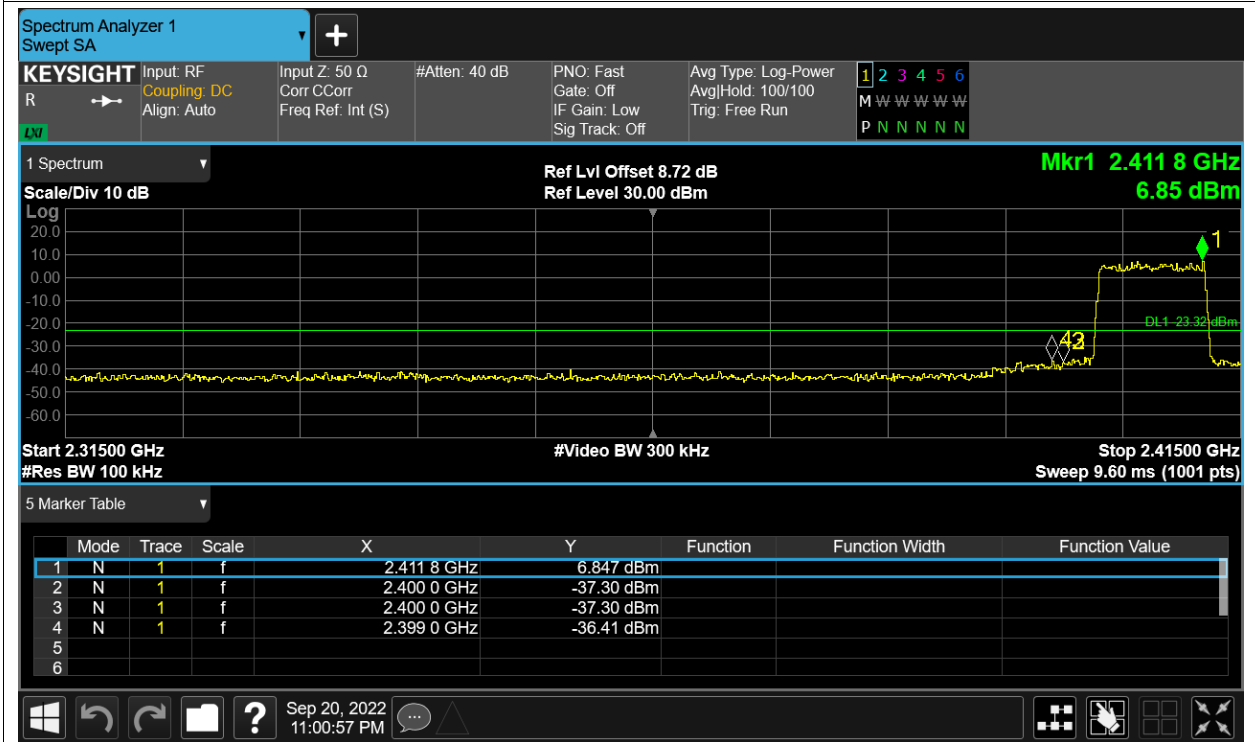 Spectrum Analyzer 1
Swept SA
KEYSIGHT Input: RF Input Z: 50 Ω #Atten: 40 dB PNO: Fast Avg Type: Log-Power 1 2 3 4 5 6
R Coupling: DC Corr CCorr Gate: Off Avg|Hold: 100/100 M W W W W W
Align: Auto Freq Ref: Int (S) IF Gain: Low Trig: Free Run
LXI Sig Track: Off P N N N N N
1 Spectrum Ref Lvl Offset 8.72 dB Mkr1 2.411 8 GHz
Scale/Div 10 dB Ref Level 30.00 dBm 6.85 dBm
Log
20.0
1
10.0
0.00
-10.0
-20.0
DL1 -23.32 dBm
-30.0
-40.0
-50.0
-60.0
Start 2.31500 GHz #Video BW 300 kHz Stop 2.41500 GHz
#Res BW 100 kHz Sweep 9.60 ms (1001 pts)
5 Marker Table
Mode Trace Scale X Y Function Function Width Function Value
1 N 1 f 2.411 8 GHz 6.847 dBm
2 N 1 f 2.400 0 GHz -37.30 dBm
3 N 1 f 2.400 0 GHz -37.30 dBm
4 N 1 f 2.399 0 GHz -36.41 dBm
5
6
? Sep 20, 2022
11:00:57 PM